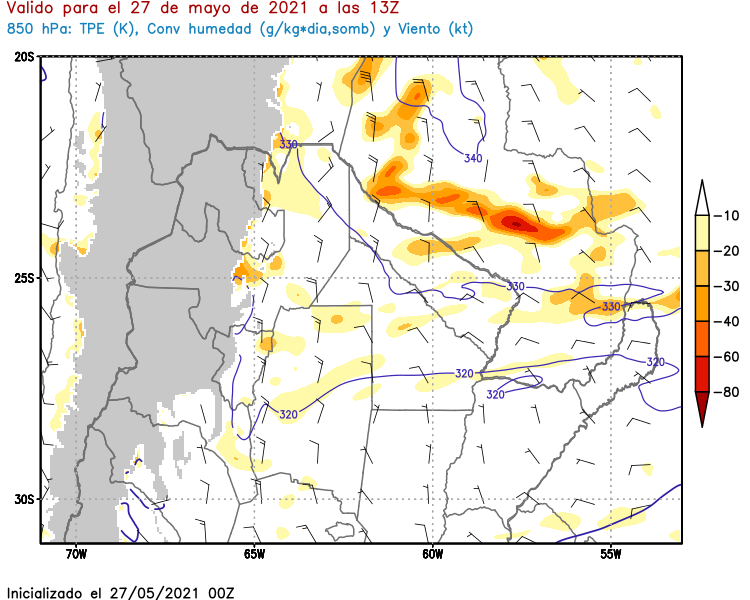 Valido para el 27 de mayo de 2021 a las 13Z
850 hPa: TPE (K), Conv humedad (g/kg*dia,somb) y Viento (kt)
20S
330
340
-10
-20
25S
330
-30
330
-40
-60
320
320
320
-80
320
30S
70W 65W 60W 55W
Inicializado el 27/05/2021 00Z